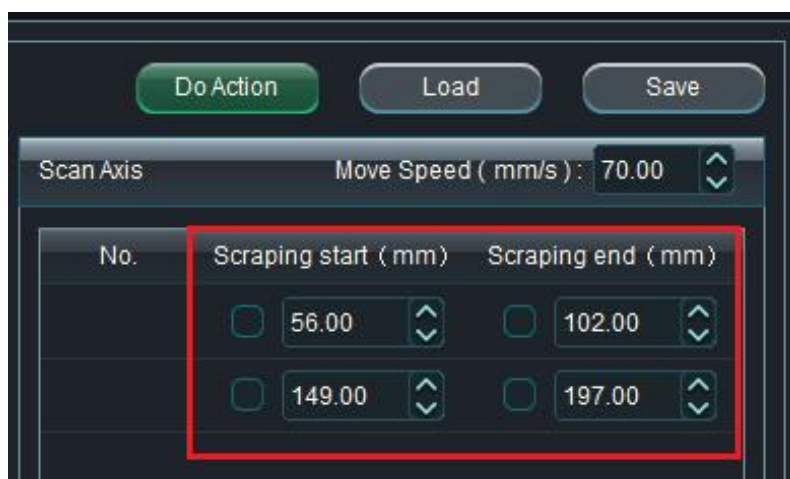 Do Action Load Save
Scan Axis Move Speed ( mm/s ) : 70.00
No. Scraping start (mm) Scraping end (mm)
56.00 102.00
149.00 197.00